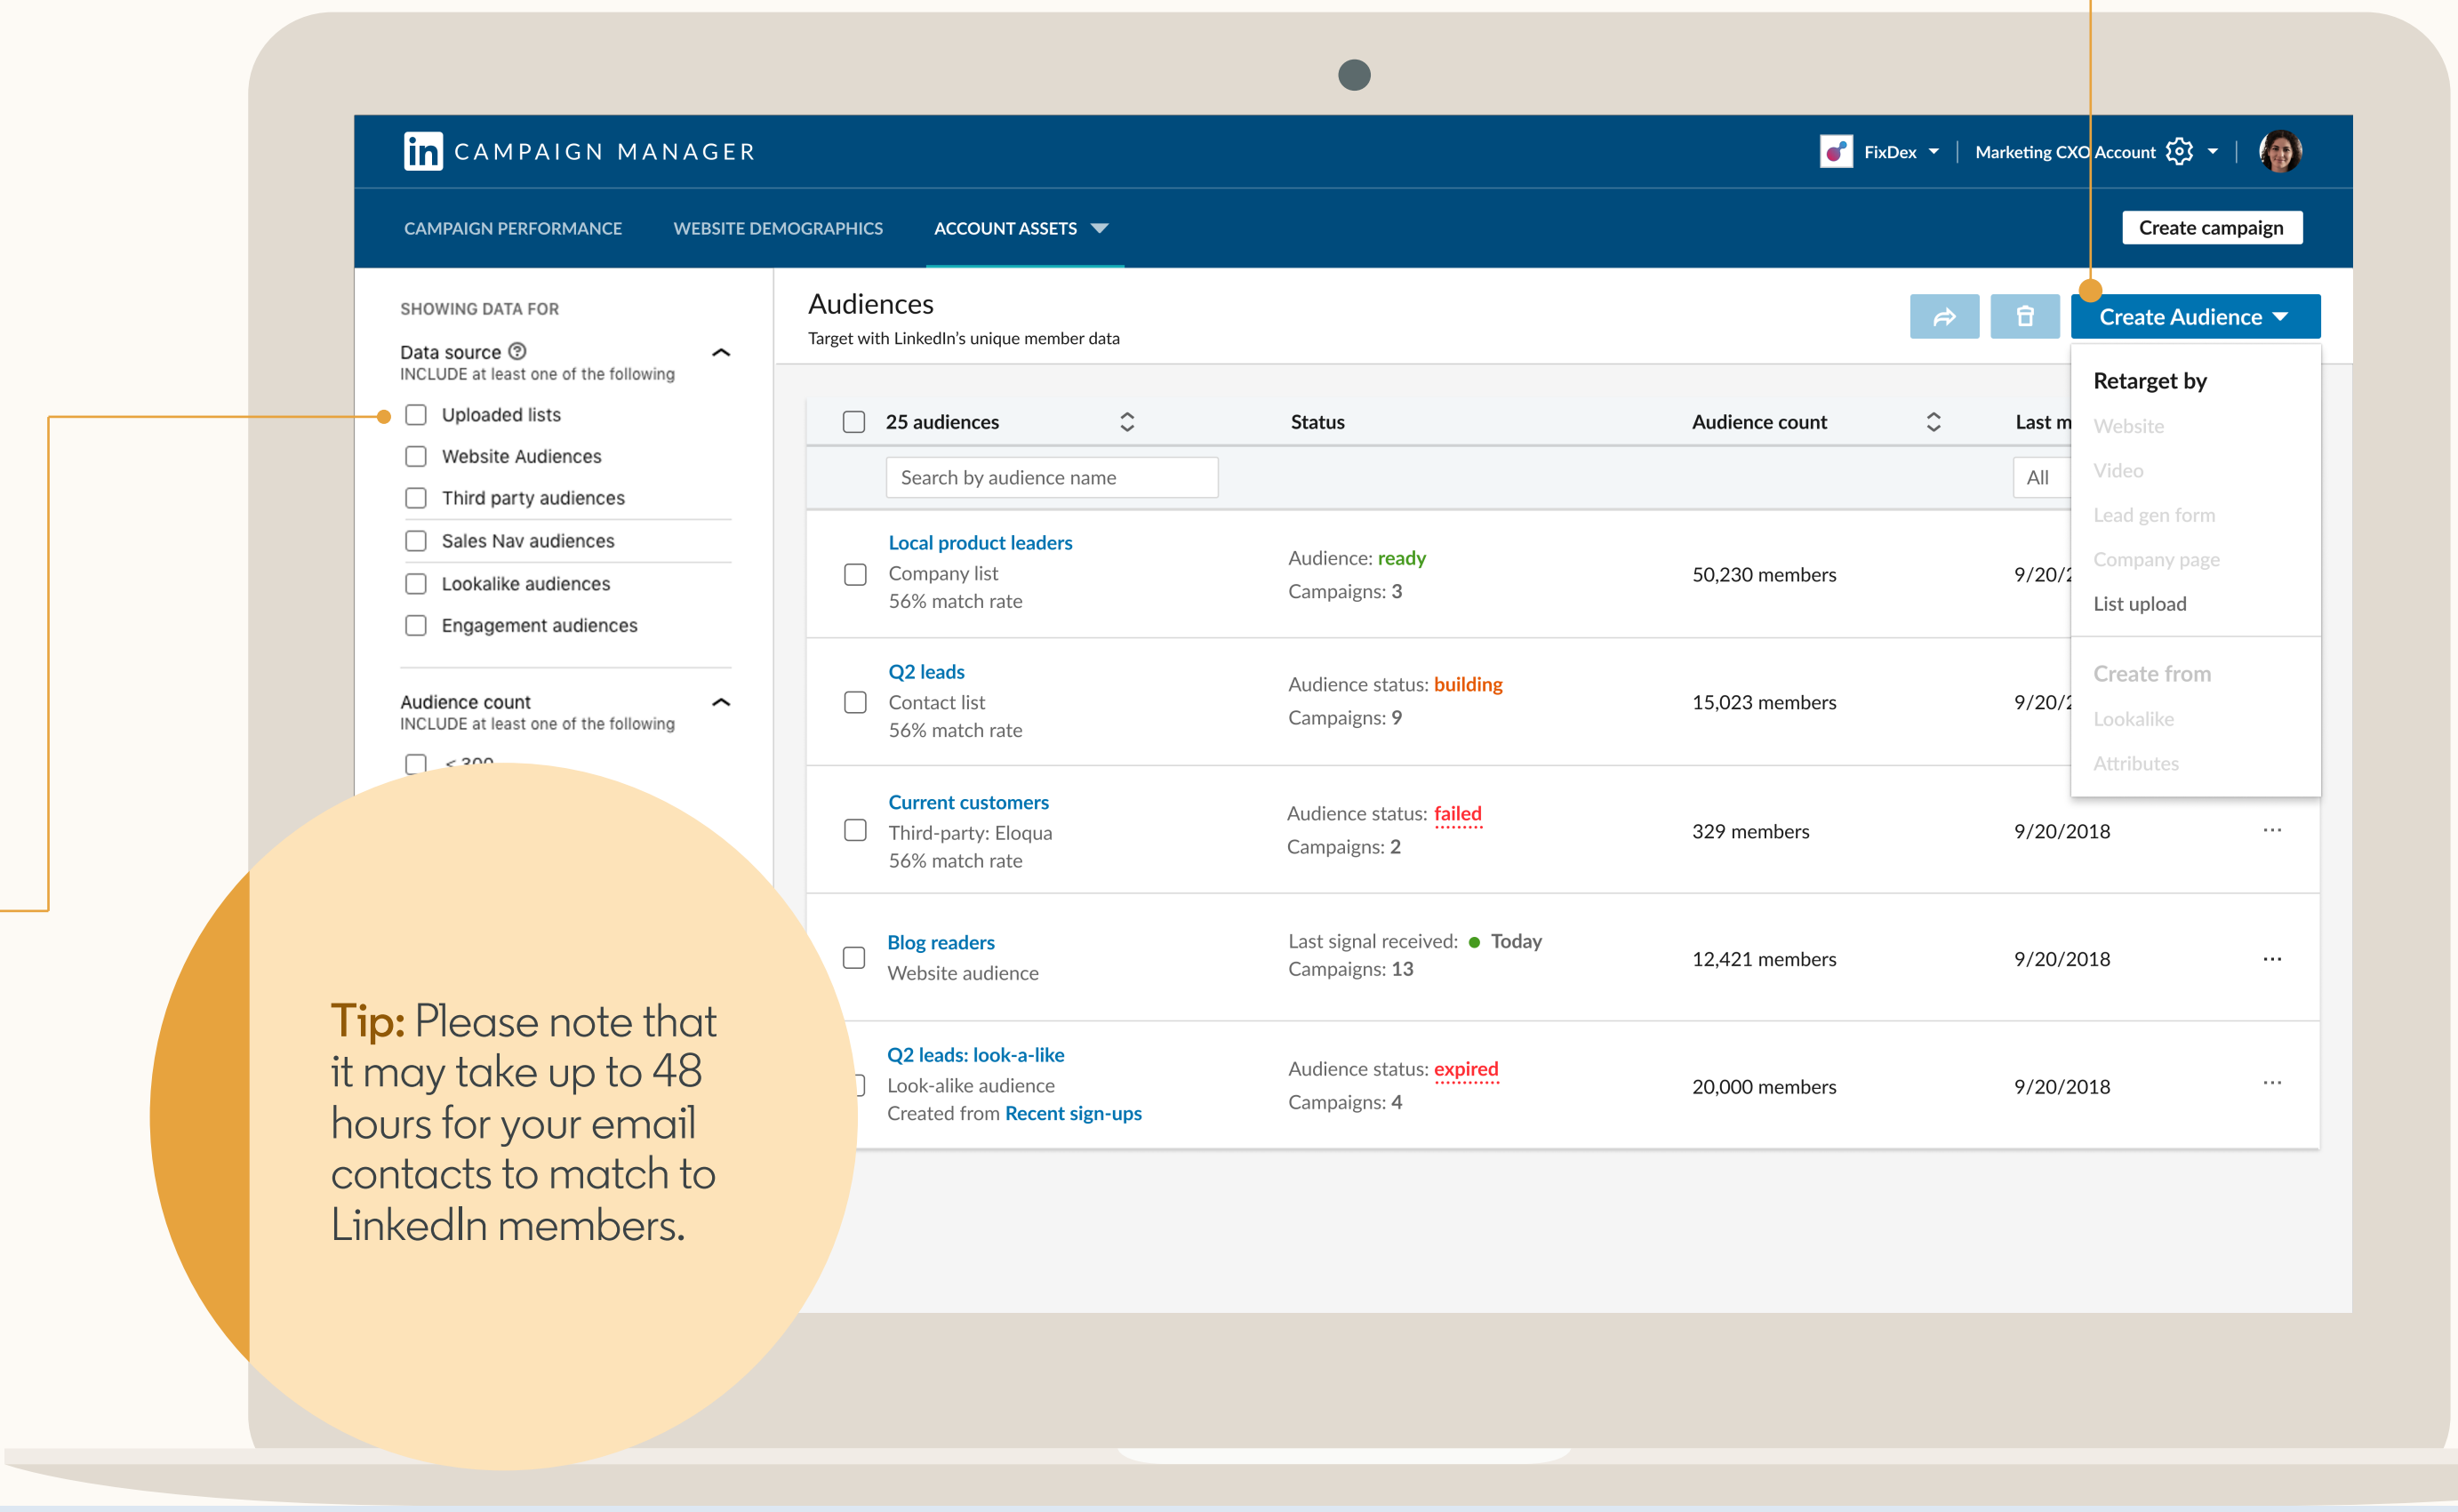 in CAMPAIGN MANAGER
FixDex
Marketing CXO Account
CAMPAIGN PERFORMANCE
WEBSITE DEMOGRAPHICS
ACCOUNT ASSETS
Create campaign
SHOWING DATA FOR
Data source
INCLUDE at least one of the following
Uploaded lists
Website Audiences
Third party audiences
Sales Nav audiences
Lookalike audiences
Engagement audiences
Audience count
INCLUDE at least one of the following
< 300
Tip: Please note that
it may take up to 48
hours for your email
contacts to match to
LinkedIn members.
Audiences
Target with LinkedIn's unique member data
Create Audience
Retarget by
Website
Video
Lead gen form
Company page
List upload
Create from
Lookalike
Attributes
25 audiences
Status
Audience count
Last m
Search by audience name
All
Local product leaders
Company list
56% match rate
Audience: ready
Campaigns: 3
50,230 members
9/20/2
Q2 leads
Contact list
56% match rate
Audience status: building
Campaigns: 9
15,023 members
9/20/2
Current customers
Third-party: Eloqua
56% match rate
Audience status: failed
Campaigns: 2
329 members
9/20/2018
...
Blog readers
Website audience
Last signal received: ● Today
Campaigns: 13
12,421 members
9/20/2018
...
Q2 leads: look-a-like
Look-alike audience
Created from Recent sign-ups
Audience status: expired
Campaigns: 4
20,000 members
9/20/2018
...